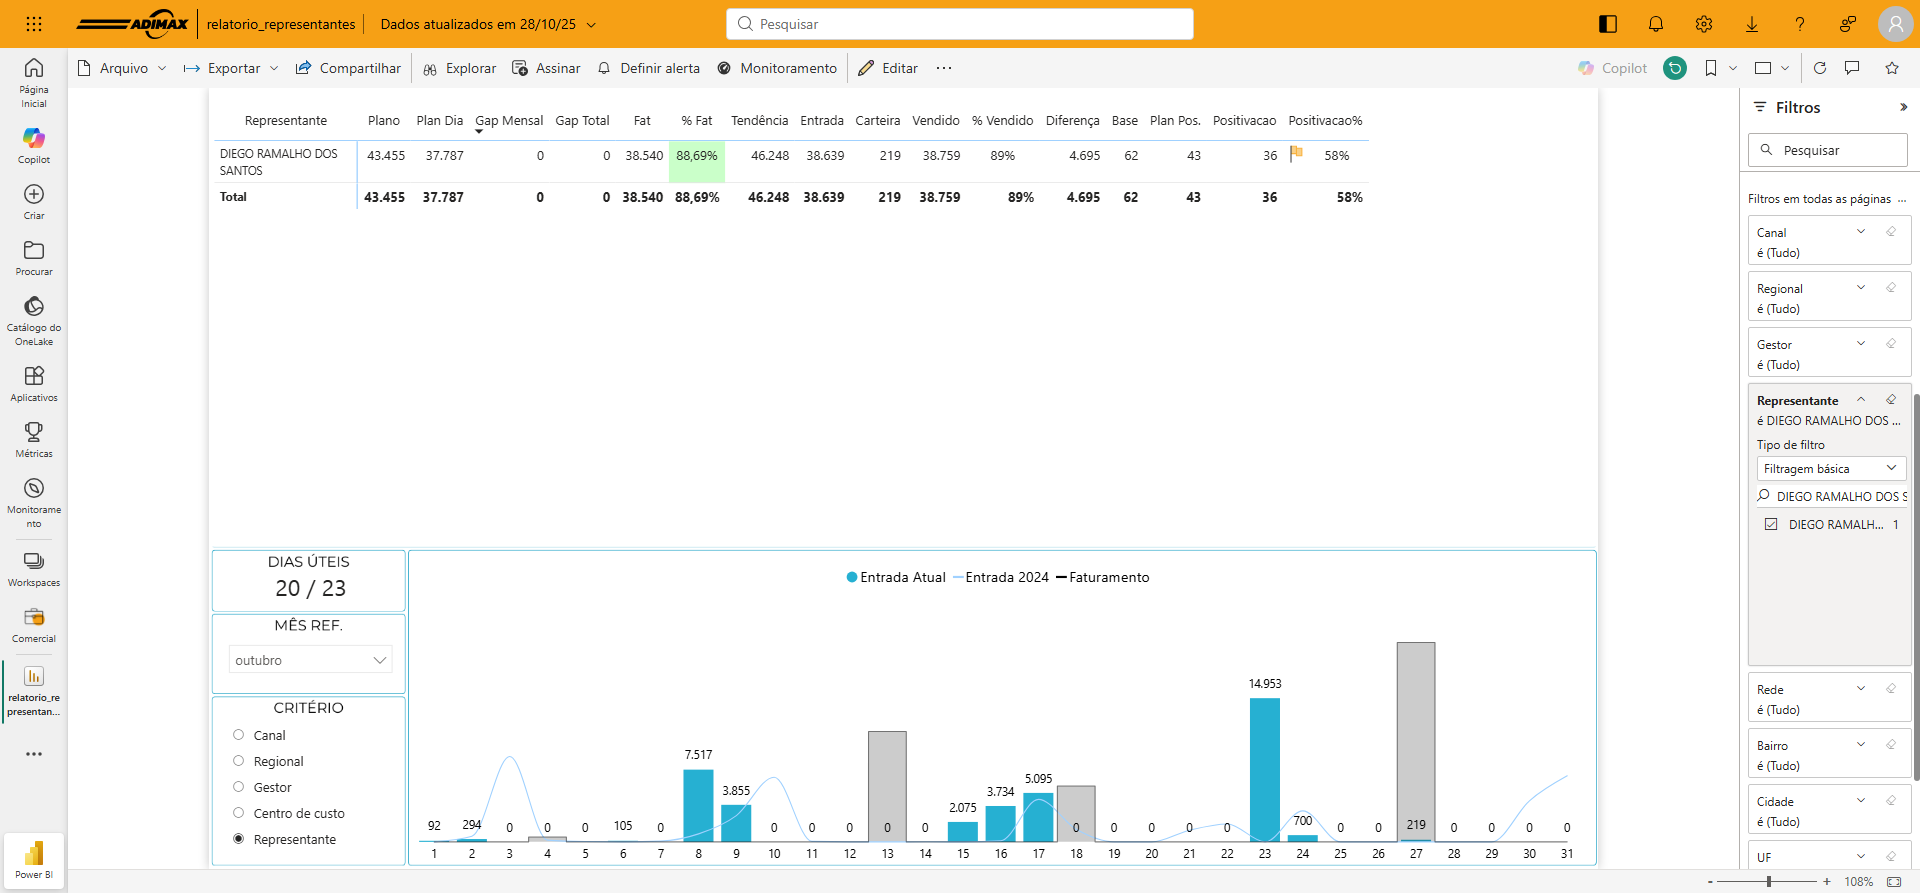 ADIMAX relatorio_representantes Dados atualizados em 28/10/25
Pesquisar
Arquivo Exportar Compartilhar Explorar Assinar Definir alerta Monitoramento Editar ... Copilot
Página Inicial
Copilot
Criar
Procurar
Catálogo do OneLake
Aplicativos
Métricas
Monitoramento
Workspaces
Comercial
relatorio_representan...
...
Power BI
Representante Plano Plan Dia Gap Mensal Gap Total Fat % Fat Tendência Entrada Carteira Vendido % Vendido Diferença Base Plan Pos. Positivacao Positivacao%
DIEGO RAMALHO DOS SANTOS 43.455 37.787 0 0 38.540 88,69% 46.248 38.639 219 38.759 89% 4.695 62 43 36 58%
Total 43.455 37.787 0 0 38.540 88,69% 46.248 38.639 219 38.759 89% 4.695 62 43 36 58%
DIAS ÚTEIS
20 / 23
MÊS REF.
outubro
CRITÉRIO
Canal
Regional
Gestor
Centro de custo
Representante
Entrada Atual Entrada 2024 Faturamento
92 294 0 0 0 105 0 7.517 3.855 0 0 0 0 0 2.075 3.734 5.095 0 0 0 0 0 14.953 700 0 0 219 0 0 0 0
1 2 3 4 5 6 7 8 9 10 11 12 13 14 15 16 17 18 19 20 21 22 23 24 25 26 27 28 29 30 31
Filtros
Pesquisar
Filtros em todas as páginas ...
Canal
é (Tudo)
Regional
é (Tudo)
Gestor
é (Tudo)
Representante
é DIEGO RAMALHO DOS ...
Tipo de filtro
Filtragem básica
DIEGO RAMALHO DOS S
DIEGO RAMALH... 1
Rede
é (Tudo)
Bairro
é (Tudo)
Cidade
é (Tudo)
UF
- + 108%